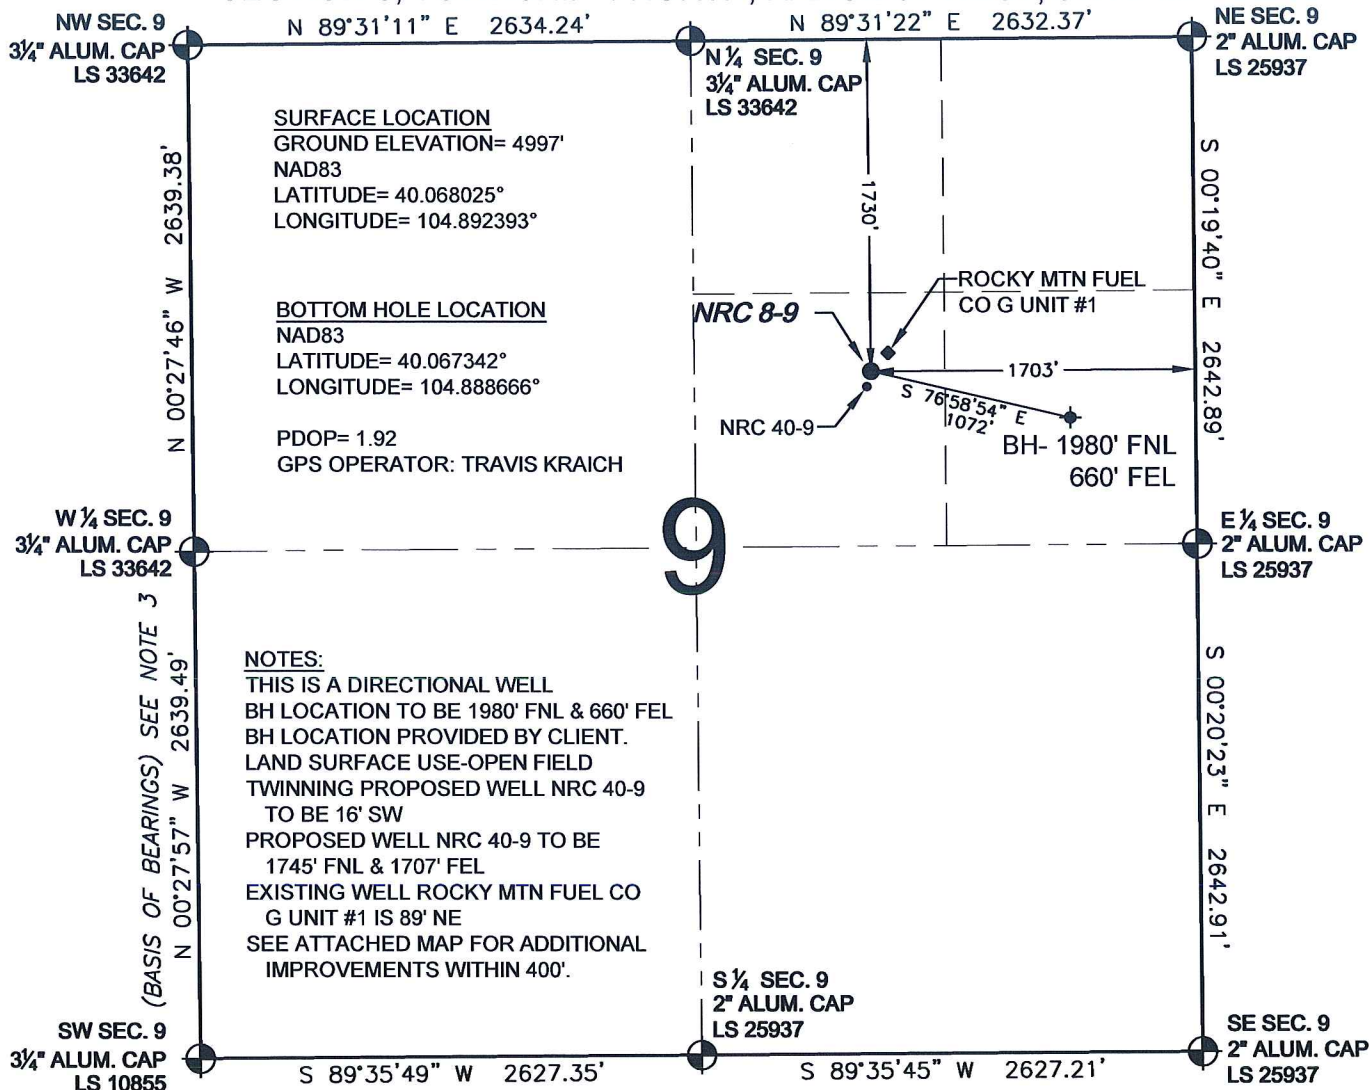 N 89°31'11" E 2634.24'
N 89°31'22" E 2632.37'
NW SEC. 9
3¼" ALUM. CAP
LS 33642
N ¼ SEC. 9
3¼" ALUM. CAP
LS 33642
NE SEC. 9
2" ALUM. CAP
LS 25937
SURFACE LOCATION
GROUND ELEVATION= 4997'
NAD83
LATITUDE= 40.068025°
LONGITUDE= 104.892393°
BOTTOM HOLE LOCATION
NAD83
LATITUDE= 40.067342°
LONGITUDE= 104.888666°
PDOP= 1.92
GPS OPERATOR: TRAVIS KRAICH
N 00°27'46" W 2639.38'
1730'
S 00°19'40" E 2642.89'
ROCKY MTN FUEL
CO G UNIT #1
NRC 8-9
1703'
S 76°58'54" E
1072'
NRC 40-9
BH- 1980' FNL
660' FEL
W ¼ SEC. 9
3¼" ALUM. CAP
LS 33642
9
E ¼ SEC. 9
2" ALUM. CAP
LS 25937
(BASIS OF BEARINGS) SEE NOTE 3
N 00°27'57" W 2639.49'
NOTES:
THIS IS A DIRECTIONAL WELL
BH LOCATION TO BE 1980' FNL & 660' FEL
BH LOCATION PROVIDED BY CLIENT.
LAND SURFACE USE-OPEN FIELD
TWINNING PROPOSED WELL NRC 40-9
TO BE 16' SW
PROPOSED WELL NRC 40-9 TO BE
1745' FNL & 1707' FEL
EXISTING WELL ROCKY MTN FUEL CO
G UNIT #1 IS 89' NE
SEE ATTACHED MAP FOR ADDITIONAL
IMPROVEMENTS WITHIN 400'.
S 00°20'23" E 2642.91'
SW SEC. 9
3¼" ALUM. CAP
LS 10855
S ¼ SEC. 9
2" ALUM. CAP
LS 25937
SE SEC. 9
2" ALUM. CAP
LS 25937
S 89°35'49" W 2627.35'
S 89°35'45" W 2627.21'